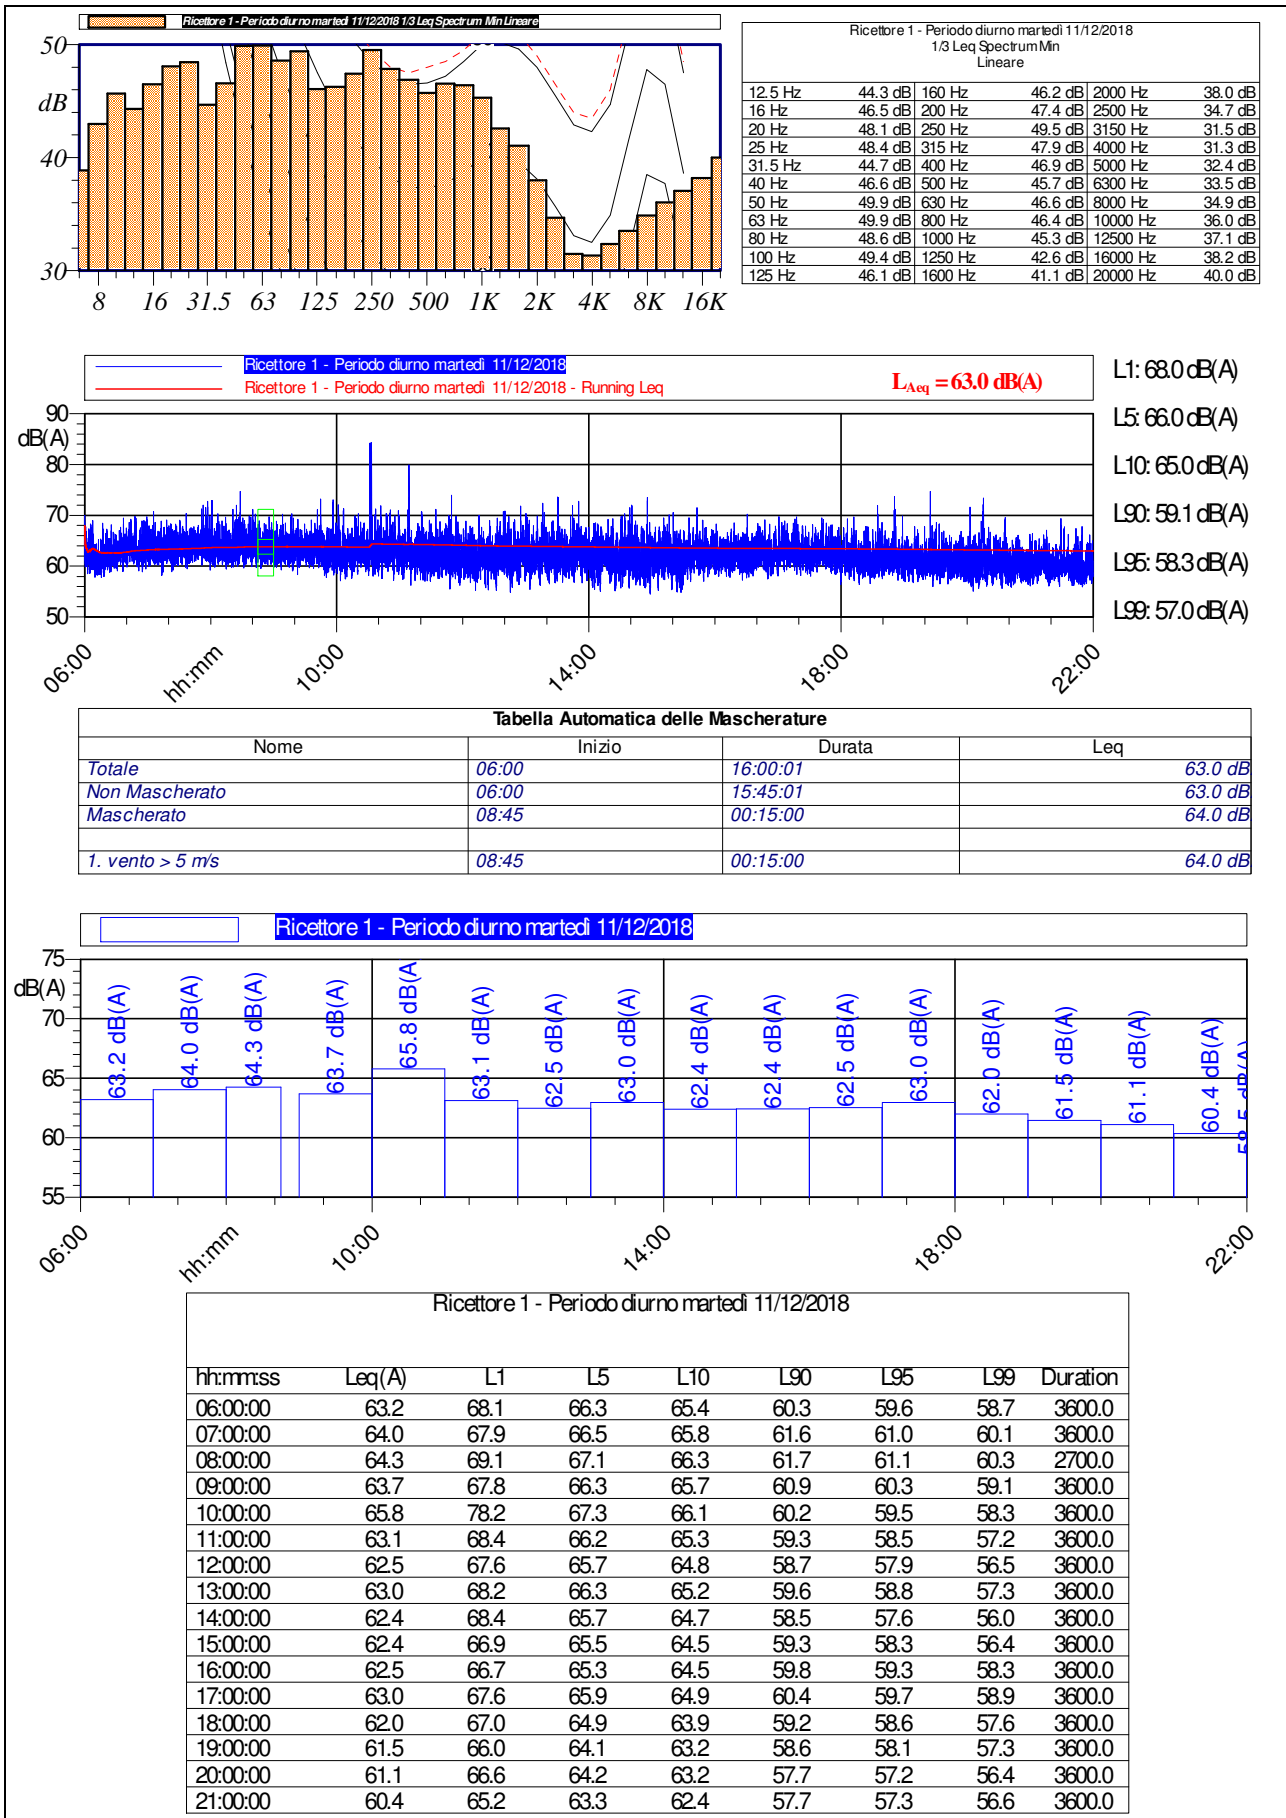 Ricettore 1 - Periodo diurno martedì 11/12/2018 1/3 Leq Spectrum Min Lineare
50
dB
40
30
8 16 31.5 63 125 250 500 1K 2K 4K 8K 16K
Ricettore 1 - Periodo diurno martedì 11/12/2018
1/3 Leq Spectrum Min
Lineare
12.5 Hz 44.3 dB 160 Hz 46.2 dB 2000 Hz 38.0 dB
16 Hz 46.5 dB 200 Hz 47.4 dB 2500 Hz 34.7 dB
20 Hz 48.1 dB 250 Hz 49.5 dB 3150 Hz 31.5 dB
25 Hz 48.4 dB 315 Hz 47.9 dB 4000 Hz 31.3 dB
31.5 Hz 44.7 dB 400 Hz 46.9 dB 5000 Hz 32.4 dB
40 Hz 46.6 dB 500 Hz 45.7 dB 6300 Hz 33.5 dB
50 Hz 49.9 dB 630 Hz 46.6 dB 8000 Hz 34.9 dB
63 Hz 49.9 dB 800 Hz 46.4 dB 10000 Hz 36.0 dB
80 Hz 48.6 dB 1000 Hz 45.3 dB 12500 Hz 37.1 dB
100 Hz 49.4 dB 1250 Hz 42.6 dB 16000 Hz 38.2 dB
125 Hz 46.1 dB 1600 Hz 41.1 dB 20000 Hz 40.0 dB
Ricettore 1 - Periodo diurno martedì 11/12/2018
Ricettore 1 - Periodo diurno martedì 11/12/2018 - Running Leq
LAeq = 63.0 dB(A)
90
dB(A)
80
70
60
50
06:00 hh:mm 10:00 14:00 18:00 22:00
L1: 68.0 dB(A)
L5: 66.0 dB(A)
L10: 65.0 dB(A)
L90: 59.1 dB(A)
L95: 58.3 dB(A)
L99: 57.0 dB(A)
Tabella Automatica delle Mascherature
Nome Inizio Durata Leq
Totale 06:00 16:00:01 63.0 dB
Non Mascherato 06:00 15:45:01 63.0 dB
Mascherato 08:45 00:15:00 64.0 dB
1. vento > 5 m/s 08:45 00:15:00 64.0 dB
Ricettore 1 - Periodo diurno martedì 11/12/2018
75
dB(A)
70
65
60
55
63.2 dB(A)
64.0 dB(A)
64.3 dB(A)
63.7 dB(A)
65.8 dB(A
63.1 dB(A)
62.5 dB(A)
63.0 dB(A)
62.4 dB(A)
62.4 dB(A)
62.5 dB(A)
63.0 dB(A)
62.0 dB(A)
61.5 dB(A)
61.1 dB(A)
60.4 dB(A)
06:00 hh:mm 10:00 14:00 18:00 22:00
Ricettore 1 - Periodo diurno martedì 11/12/2018
hh:mm:ss Leq(A) L1 L5 L10 L90 L95 L99 Duration
06:00:00 63.2 68.1 66.3 65.4 60.3 59.6 58.7 3600.0
07:00:00 64.0 67.9 66.5 65.8 61.6 61.0 60.1 3600.0
08:00:00 64.3 69.1 67.1 66.3 61.7 61.1 60.3 2700.0
09:00:00 63.7 67.8 66.3 65.7 60.9 60.3 59.1 3600.0
10:00:00 65.8 78.2 67.3 66.1 60.2 59.5 58.3 3600.0
11:00:00 63.1 68.4 66.2 65.3 59.3 58.5 57.2 3600.0
12:00:00 62.5 67.6 65.7 64.8 58.7 57.9 56.5 3600.0
13:00:00 63.0 68.2 66.3 65.2 59.6 58.8 57.3 3600.0
14:00:00 62.4 68.4 65.7 64.7 58.5 57.6 56.0 3600.0
15:00:00 62.4 66.9 65.5 64.5 59.3 58.3 56.4 3600.0
16:00:00 62.5 66.7 65.3 64.5 59.8 59.3 58.3 3600.0
17:00:00 63.0 67.6 65.9 64.9 60.4 59.7 58.9 3600.0
18:00:00 62.0 67.0 64.9 63.9 59.2 58.6 57.6 3600.0
19:00:00 61.5 66.0 64.1 63.2 58.6 58.1 57.3 3600.0
20:00:00 61.1 66.6 64.2 63.2 57.7 57.2 56.4 3600.0
21:00:00 60.4 65.2 63.3 62.4 57.7 57.3 56.6 3600.0